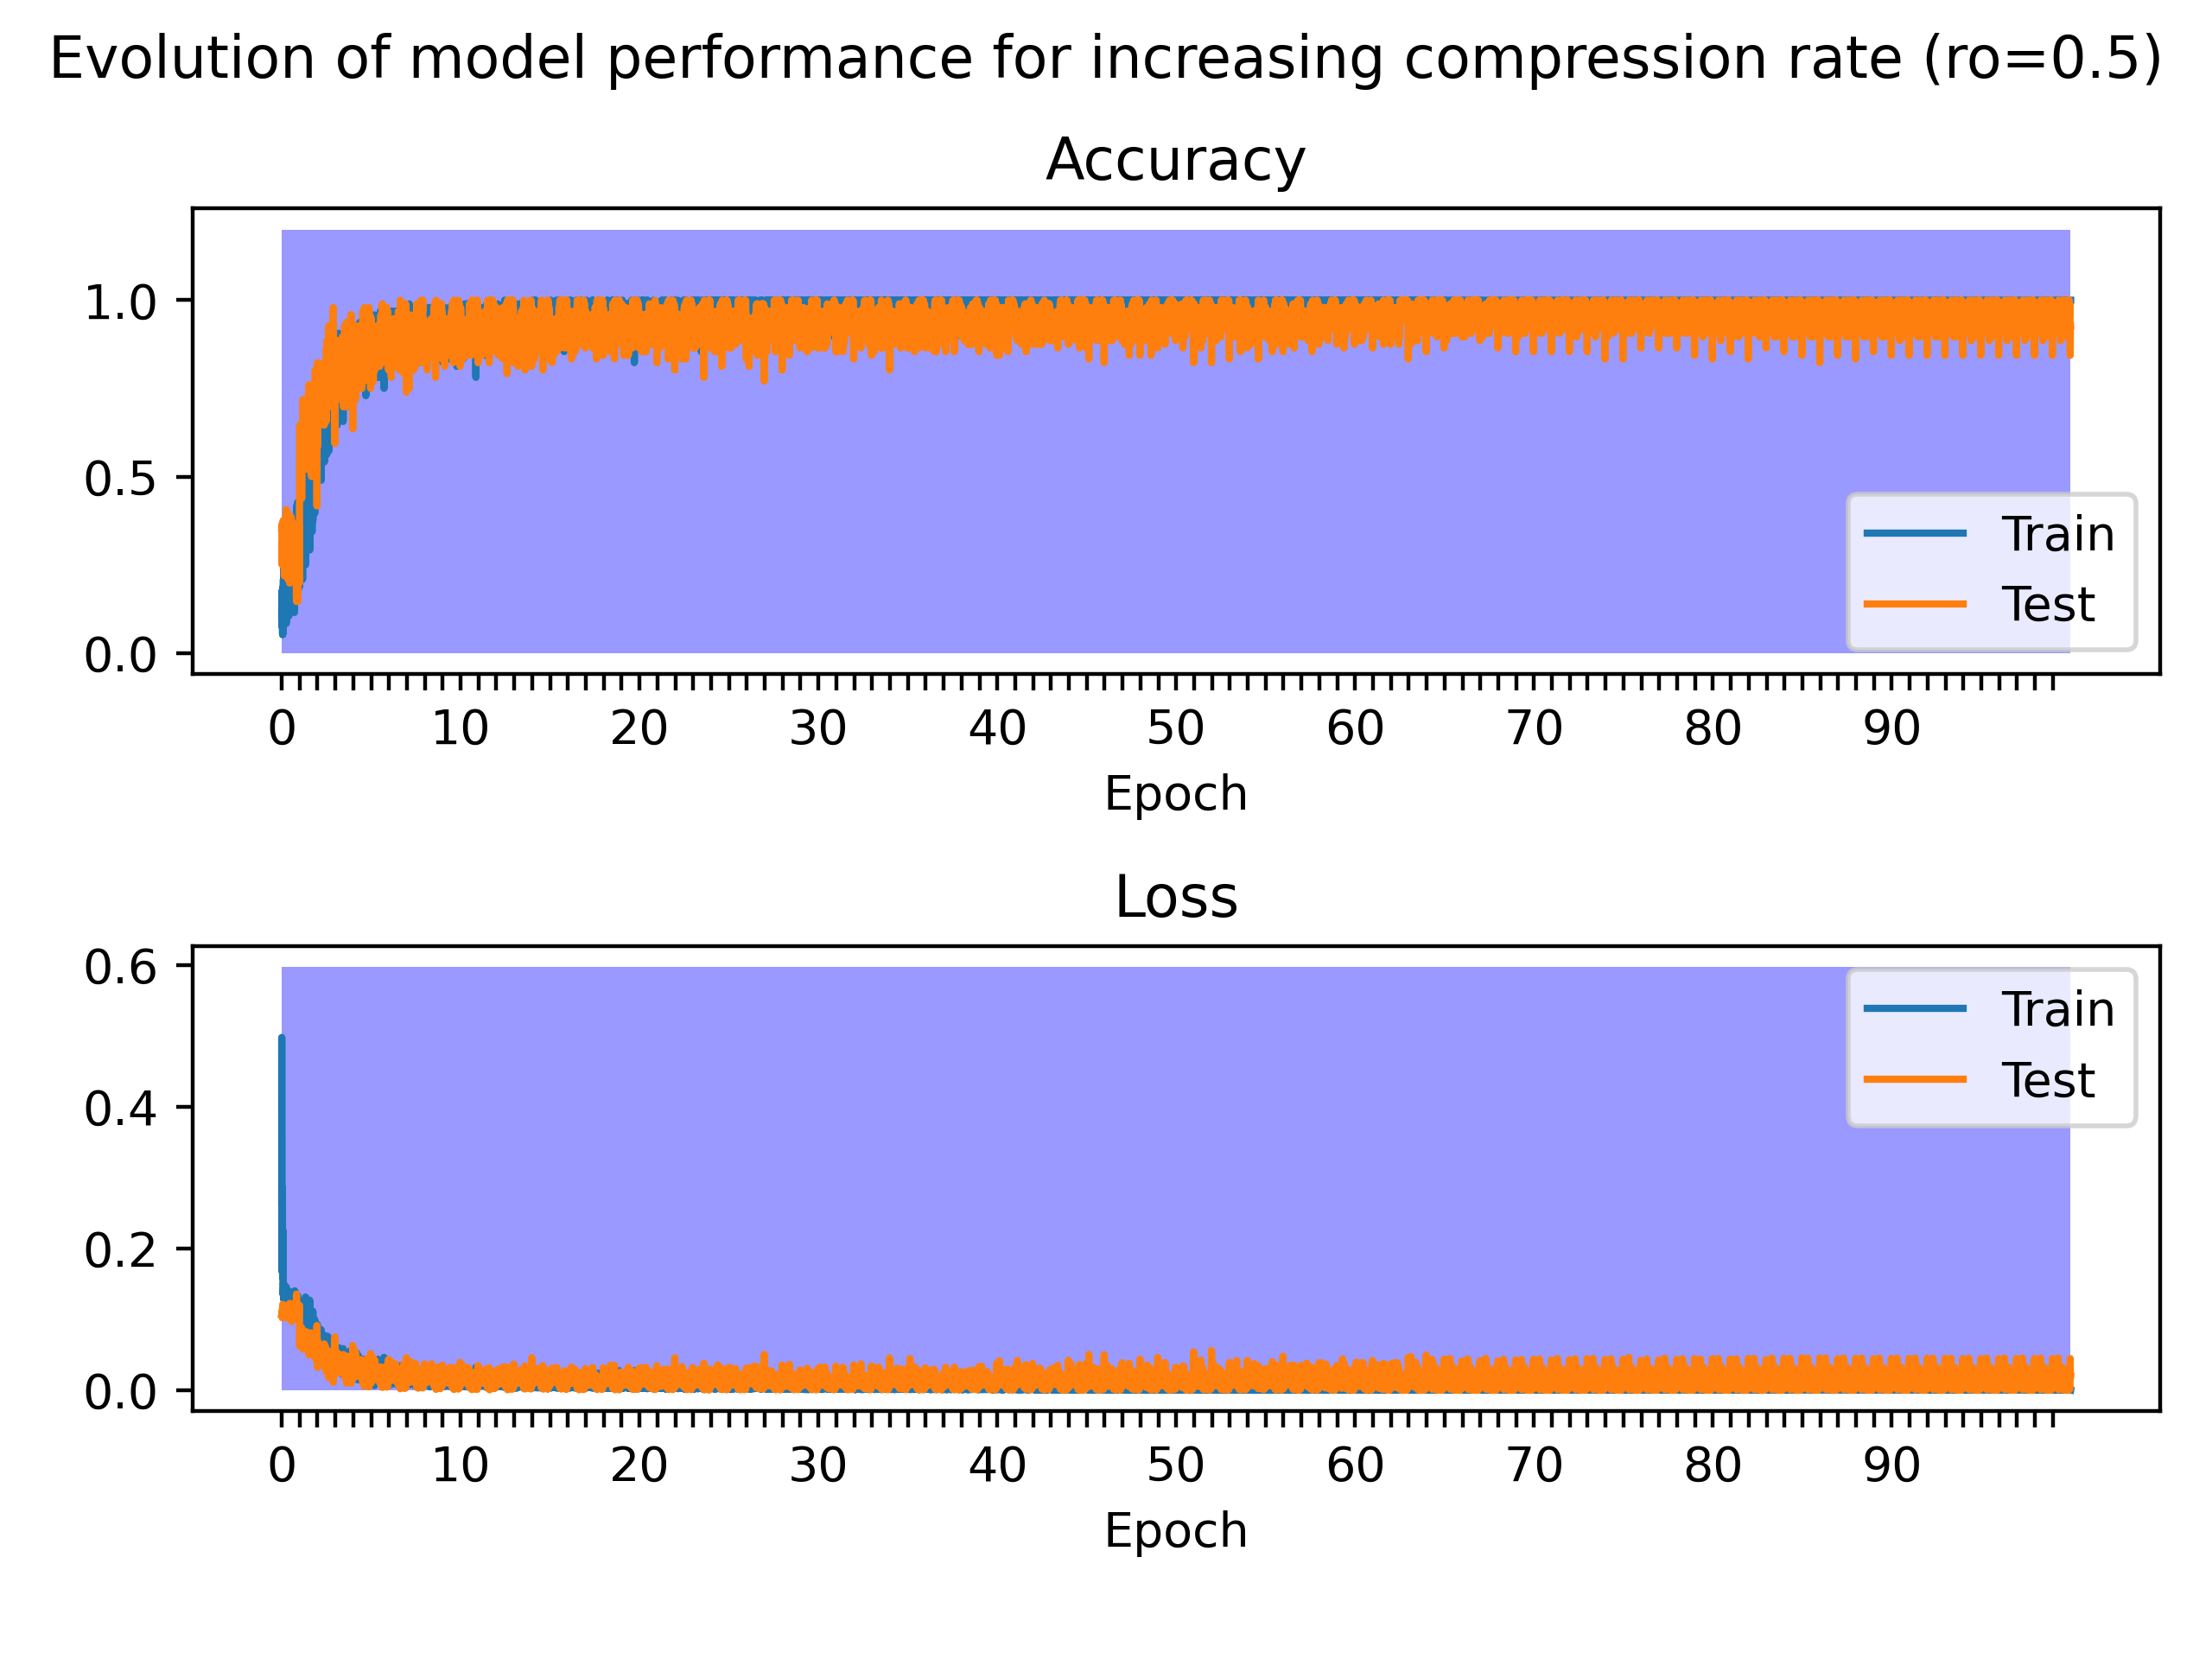 Evolution of model performance for increasing compression rate (ro=0.5)
Accuracy
1.0
0.5
0.0
Train
Test
0 10 20 30 40 50 60 70 80 90
Epoch
Loss
0.6
0.4
0.2
0.0
Train
Test
0 10 20 30 40 50 60 70 80 90
Epoch